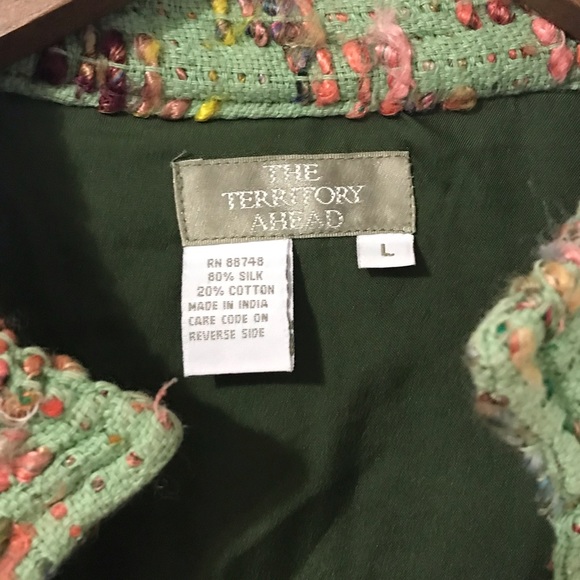 THE
TERRITORY
AHEAD
L
RN 88748
80% SILK
20% COTTON
MADE IN INDIA
CARE CODE ON
REVERSE SIDE